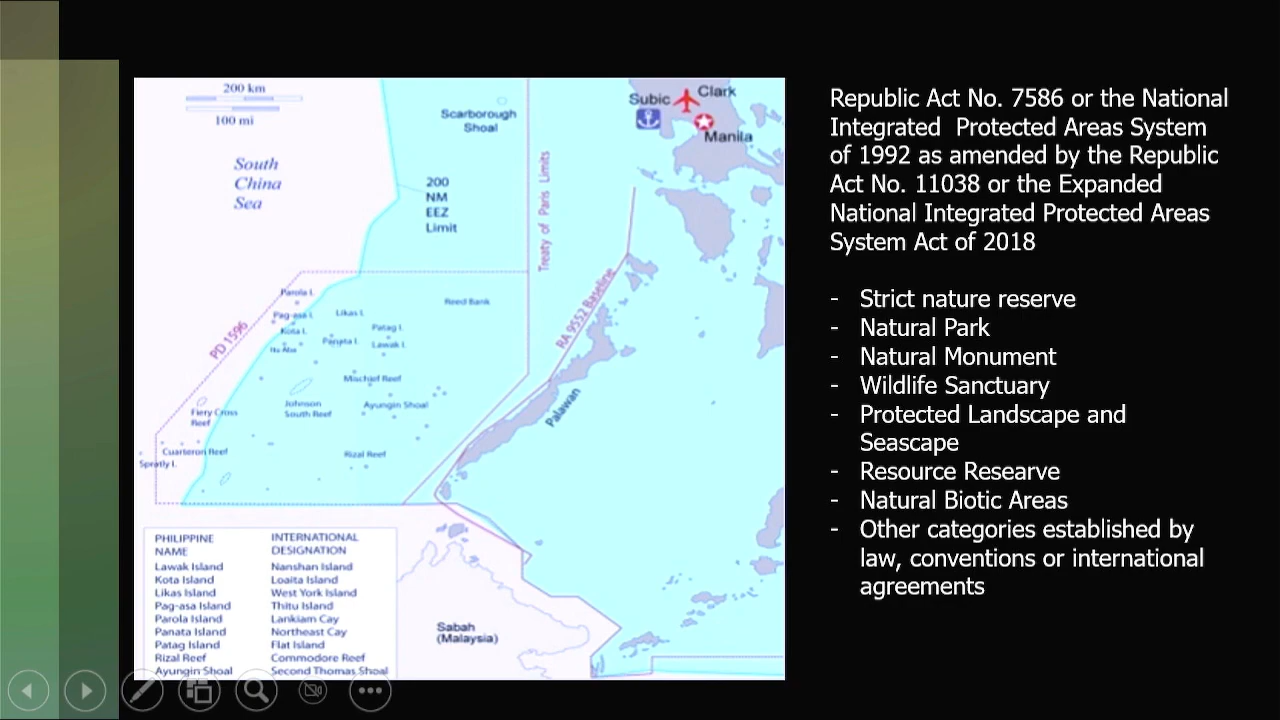 200 km
100 mi
South
China
Sea
Scarborough
Shoal
200
NM
EEZ
Limit
Treaty of Paris Limits
Subic
Clark
Manila
PD 1596
RA 9552 Baseline
Parola I.
Pag-asa I.
Likas I.
Reed Bank
Kota I.
Patag I.
Itu Aba
Panata I.
Lawak I.
Mischief Reef
Johnson
South Reef
Ayungin Shoal
Fiery Cross
Reef
Cuarteron Reef
Spratly I.
Rizal Reef
Palawan
Sabah
(Malaysia)
PHILIPPINE
NAME
INTERNATIONAL
DESIGNATION
Lawak Island Nanshan Island
Kota Island Loaita Island
Likas Island West York Island
Pag-asa Island Thitu Island
Parola Island Lankiam Cay
Panata Island Northeast Cay
Patag Island Flat Island
Rizal Reef Commodore Reef
Ayungin Shoal Second Thomas Shoal
Republic Act No. 7586 or the National
Integrated Protected Areas System
of 1992 as amended by the Republic
Act No. 11038 or the Expanded
National Integrated Protected Areas
System Act of 2018
- Strict nature reserve
- Natural Park
- Natural Monument
- Wildlife Sanctuary
- Protected Landscape and
Seascape
- Resource Researve
- Natural Biotic Areas
- Other categories established by
law, conventions or international
agreements